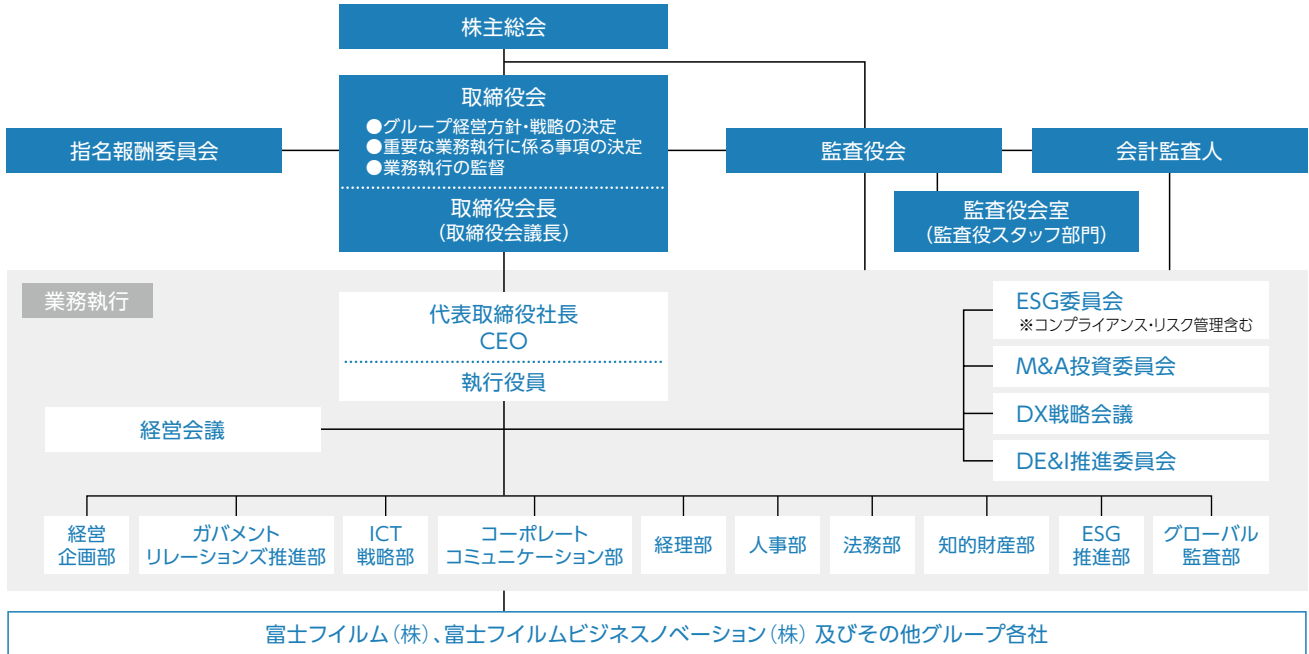 株主総会
取締役会
●グループ経営方針・戦略の決定
●重要な業務執行に係る事項の決定
●業務執行の監督
取締役会長
(取締役会議長)
指名報酬委員会
監査役会
会計監査人
監査役会室
(監査役スタッフ部門)
業務執行
代表取締役社長
CEO
執行役員
経営会議
ESG委員会
※コンプライアンス・リスク管理含む
M&A投資委員会
DX戦略会議
DE&I推進委員会
経営
企画部
ガバメント
リレーションズ推進部
ICT
戦略部
コーポレート
コミュニケーション部
経理部
人事部
法務部
知的財産部
ESG
推進部
グローバル
監査部
富士フイルム(株)、富士フイルムビジネスノベーション(株) 及びその他グループ各社